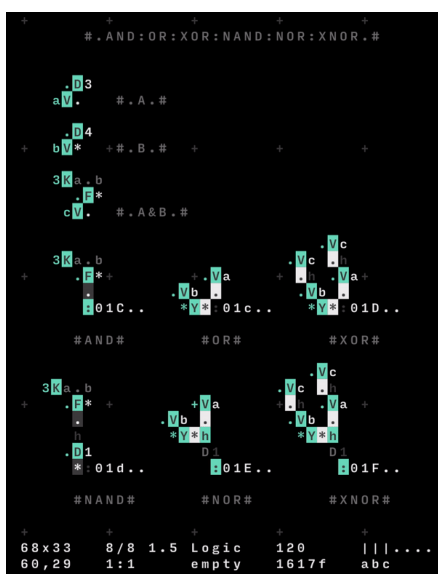 #.AND:OR:XOR:NAND:NOR:XNOR.#
.D3
aV. #.A.#
.D4
bV* #.B.#
3Ka.b
.F*
cV. #.A&B.#
.Vc
3Ka.b .Vc .h
.F* .Va .h .Va
. .Vb. .Vb.
:01C.. *Y*:01c.. *Y*:01D..
#AND# #OR# #XOR#
.Vc
3Ka.b .Vc .h
.F* +Va .h .Va
. .Vb. .Vb.
h *Y*h *Y*h
.D1 D1 D1
*:01d.. :01E.. :01F..
#NAND# #NOR# #XNOR#
68x33 8/8 1.5 Logic 120 |||....
60,29 1:1 empty 1617f abc